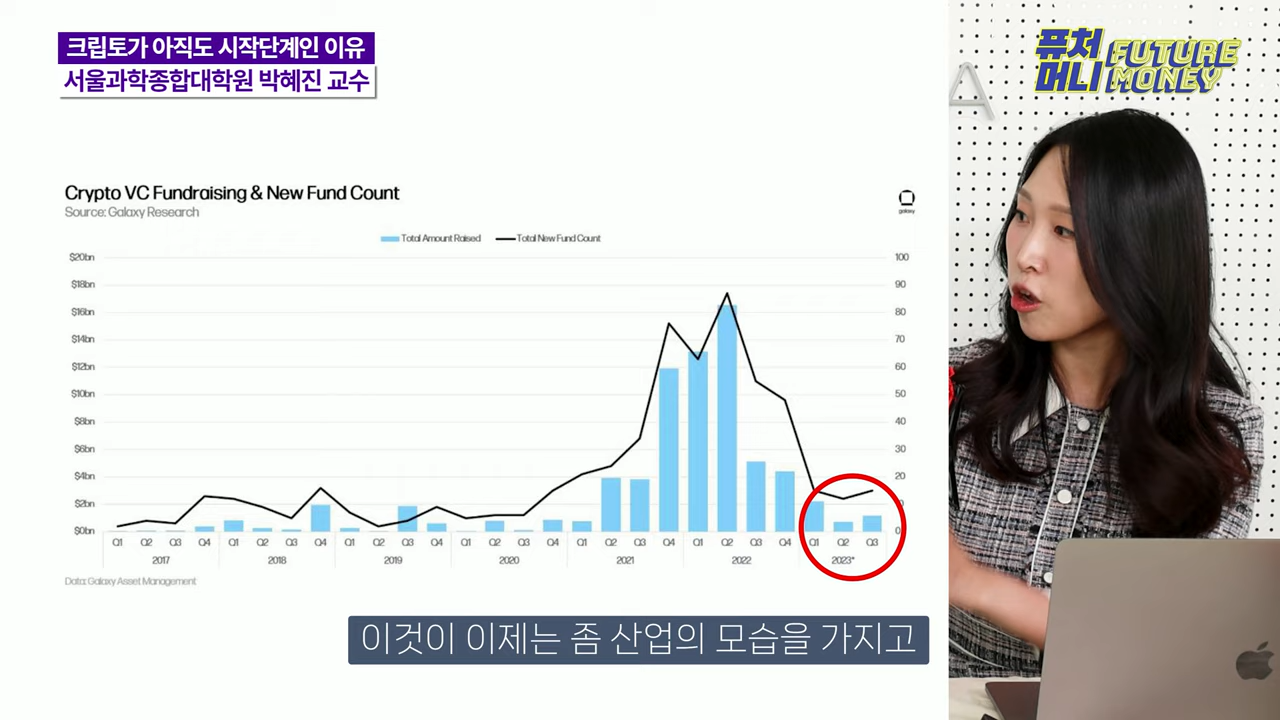 크립토가 아직도 시작단계인 이유
서울과학종합대학원 박혜진 교수
퓨처 FUTURE
머니 MONEY
A
Crypto VC Fundraising & New Fund Count
Source: Galaxy Research
galaxy
Total Amount Raised Total New Fund Count
$20bn 100
$18bn 90
$16bn 80
$14bn 70
$12bn 60
$10bn 50
$8bn 40
$6bn 30
$4bn 20
$2bn
$0bn 0
Q1 Q2 Q3 Q4 Q1 Q2 Q3 Q4 Q1 Q2 Q3 Q4 Q1 Q2 Q3 Q4 Q1 Q2 Q3 Q4 Q1 Q2 Q3 Q4 Q1 Q2 Q3
2017 2018 2019 2020 2021 2022 2023*
Data: Galaxy Asset Management
이것이 이제는 좀 산업의 모습을 가지고